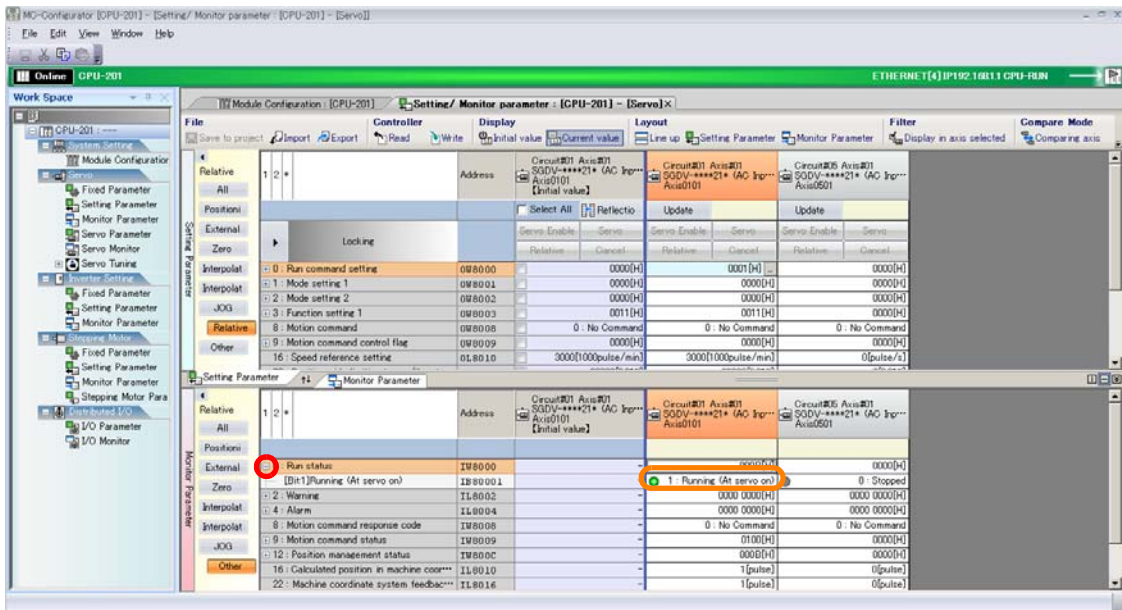 MC-Configurator [CPU-201] - [Setting/ Monitor parameter : [CPU-201] - [Servo]]
File Edit View Window Help
Online CPU-201
ETHERNET[4] IP192.168.1.1 CPU-RUN
Work Space
Module Configuration : [CPU-201]
Setting/ Monitor parameter : [CPU-201] - [Servo]
File Controller Display Layout Filter Compare Mode
Save to project Import Export Read Write Initial value Current value Line up Setting Parameter Monitor Parameter Display in axis selected Comparing axis
CPU-201 : ----
System Setting
Module Configuration
Servo
Fixed Parameter
Setting Parameter
Monitor Parameter
Servo Parameter
Servo Monitor
Servo Tuning
Inverter Setting
Fixed Parameter
Setting Parameter
Monitor Parameter
Stepping Motor
Fixed Parameter
Setting Parameter
Monitor Parameter
Stepping Motor Para
Distributed I/O
I/O Parameter
I/O Monitor
Setting Parameter
Relative
All
Positioni
External
Zero
Interpolat
Interpolat
JOG
Relative
Other
1 2 *
Address
Circuit#01 Axis#01
SGDV-****21* (AC Inp···
Axis0101
【Initial value】
Circuit#01 Axis#01
SGDV-****21* (AC Inp···
Axis0101
Circuit#05 Axis#01
SGDV-****21* (AC Inp···
Axis0501
Select All Reflectio Update Update
Locking
Servo Enable Servo Servo Enable Servo Servo Enable Servo
Relative Cancel Relative Cancel Relative Cancel
0 : Run command setting OW8000 0000[H] 0001[H] ... 0000[H]
1 : Mode setting 1 OW8001 0000[H] 0000[H] 0000[H]
2 : Mode setting 2 OW8002 0000[H] 0000[H] 0000[H]
3 : Function setting 1 OW8003 0011[H] 0011[H] 0000[H]
8 : Motion command OW8008 0 : No Command 0 : No Command 0 : No Command
9 : Motion command control flag OW8009 0000[H] 0000[H] 0000[H]
16 : Speed reference setting OL8010 3000[1000pulse/min] 3000[1000pulse/min] 0[pulse/s]
Setting Parameter Monitor Parameter
Monitor Parameter
Relative
All
Positioni
External
Zero
Interpolat
Interpolat
JOG
Other
1 2 *
Address
Circuit#01 Axis#01
SGDV-****21* (AC Inp···
Axis0101
【Initial value】
Circuit#01 Axis#01
SGDV-****21* (AC Inp···
Axis0101
Circuit#05 Axis#01
SGDV-****21* (AC Inp···
Axis0501
: Run status IW8000 - 0000[H]
[Bit1]Running (At servo on) IB80001 - 1 : Running (At servo on) 0 : Stopped
2 : Warning IL8002 - 0000 0000[H] 0000 0000[H]
4 : Alarm IL8004 - 0000 0000[H] 0000 0000[H]
8 : Motion command response code IW8008 - 0 : No Command 0 : No Command
9 : Motion command status IW8009 - 0100[H] 0000[H]
12 : Position management status IW800C - 000B[H] 0000[H]
16 : Calculated position in machine coor··· IL8010 - 1[pulse] 0[pulse]
22 : Machine coordinate system feedbac··· IL8016 - 1[pulse] 0[pulse]